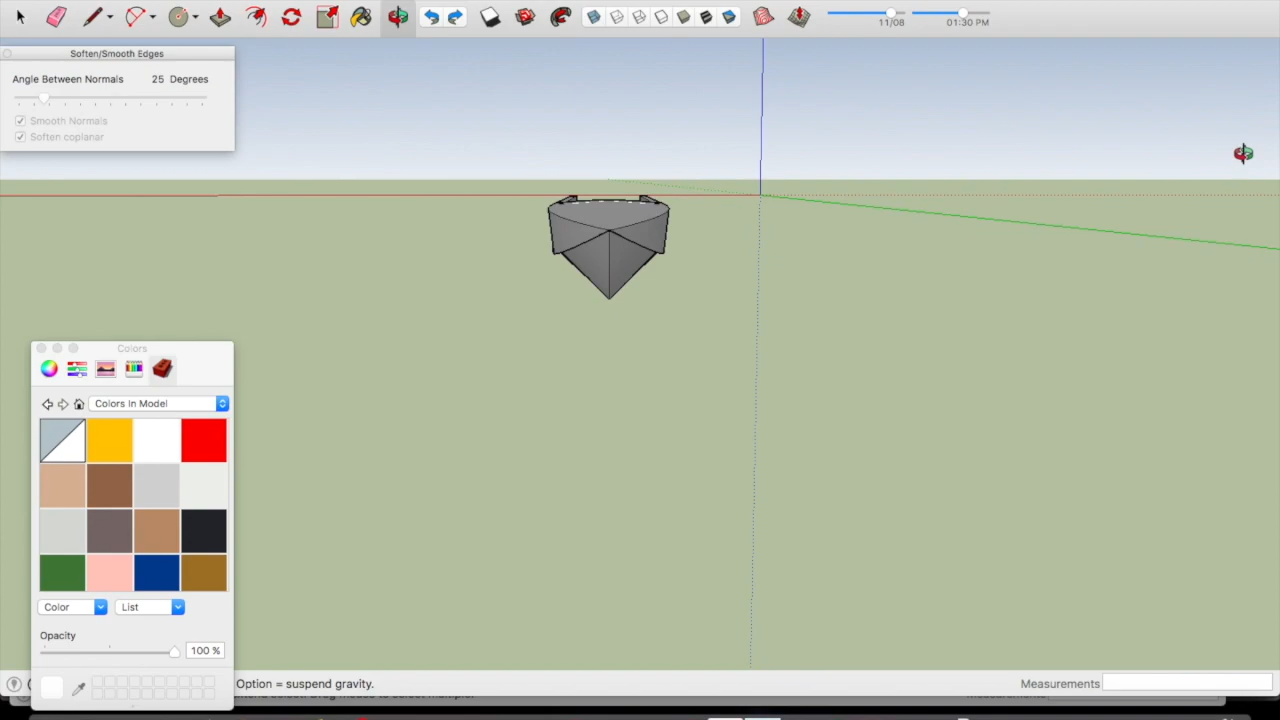 11/08
01:30 PM
Soften/Smooth Edges
Angle Between Normals 25 Degrees
Smooth Normals
Soften coplanar
Colors
Colors In Model
Color
List
Opacity
100 %
Option = suspend gravity.
Measurements